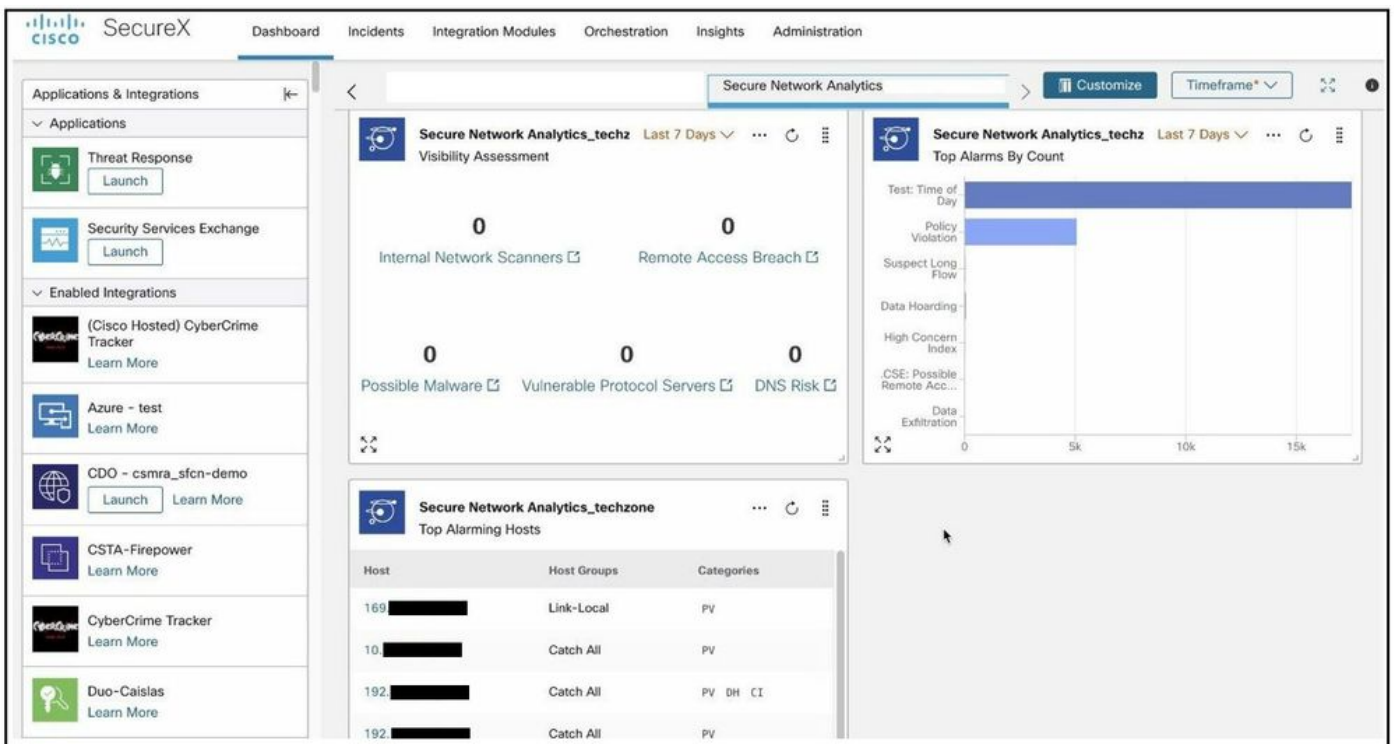 CISCO
SecureX
Dashboard
Incidents
Integration Modules
Orchestration
Insights
Administration
Applications & Integrations
Applications
Threat Response
Launch
Security Services Exchange
Launch
Enabled Integrations
(Cisco Hosted) CyberCrime
Tracker
Learn More
Azure - test
Learn More
CDO - csmra_sfcn-demo
Launch Learn More
CSTA-Firepower
Learn More
CyberCrime Tracker
Learn More
Duo-Caislas
Learn More
Secure Network Analytics
Customize
Timeframe*
Secure Network Analytics_techz Last 7 Days
Visibility Assessment
0
Internal Network Scanners
0
Remote Access Breach
0
Possible Malware
0
Vulnerable Protocol Servers
0
DNS Risk
Secure Network Analytics_techz Last 7 Days
Top Alarms By Count
Test: Time of
Day
Policy
Violation
Suspect Long
Flow
Data Hoarding
High Concern
Index
.CSE: Possible
Remote Acc...
Data
Exfiltration
0 5k 10k 15k
Secure Network Analytics_techzone
Top Alarming Hosts
Host Host Groups Categories
169. Link-Local PV
10. Catch All PV
192. Catch All PV DH CI
192. Catch All PV